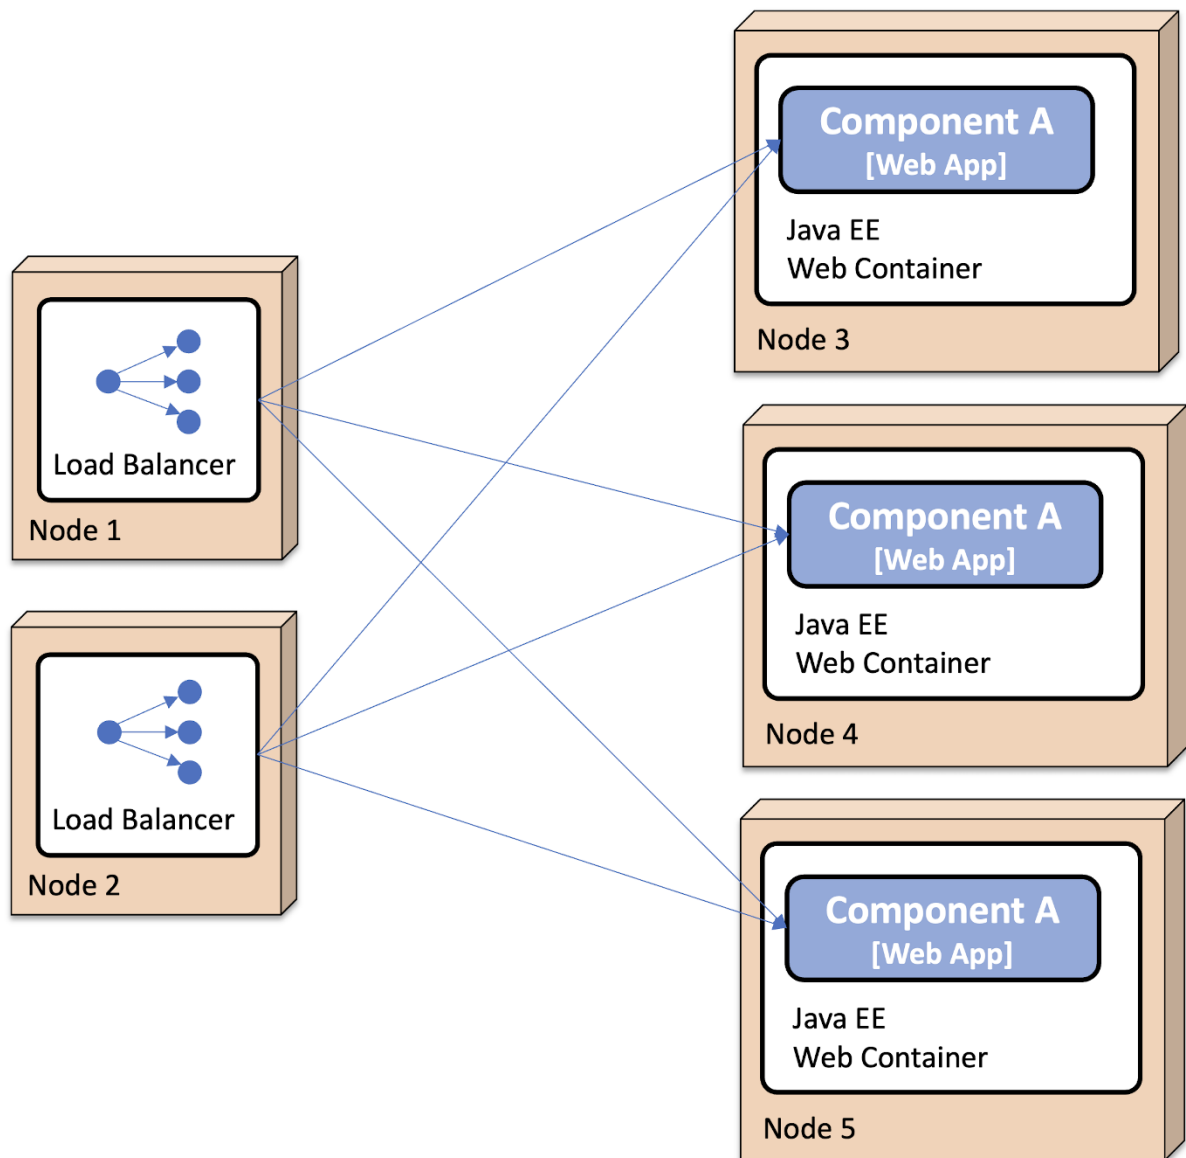 Load Balancer
Node 1
Load Balancer
Node 2
Component A
[Web App]
Java EE
Web Container
Node 3
Component A
[Web App]
Java EE
Web Container
Node 4
Component A
[Web App]
Java EE
Web Container
Node 5